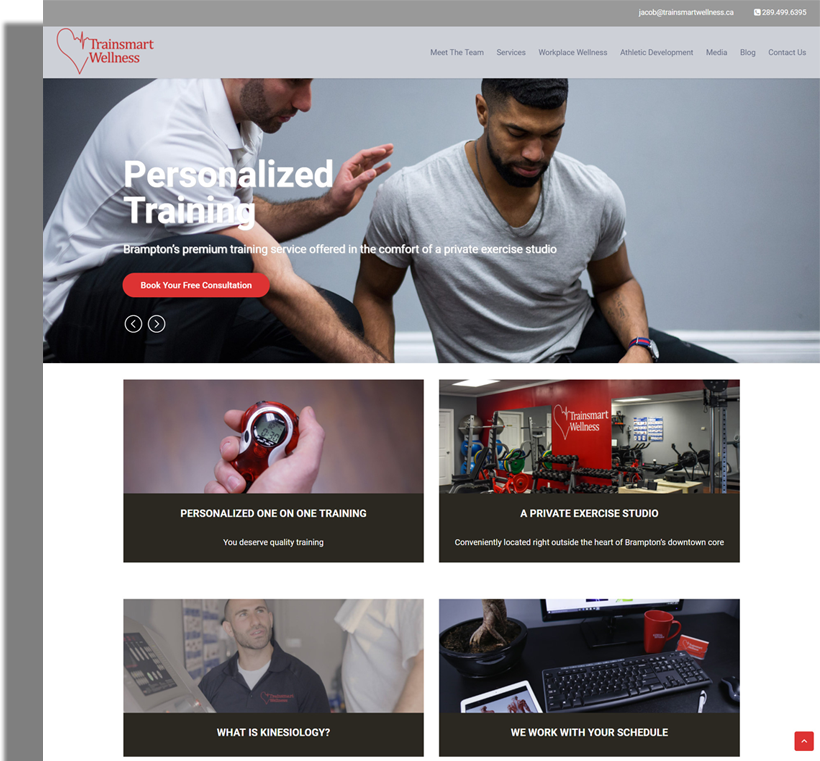 jacob@trainsmartwellness.ca 289.499.6395
Trainsmart
Wellness
Meet The Team Services Workplace Wellness Athletic Development Media Blog Contact Us
Personalized
Training
Brampton's premium training service offered in the comfort of a private exercise studio
Book Your Free Consultation
Trainsmart
Wellness
PERSONALIZED ONE ON ONE TRAINING
You deserve quality training
A PRIVATE EXERCISE STUDIO
Conveniently located right outside the heart of Brampton's downtown core
Trainsmart
Wellness
WHAT IS KINESIOLOGY?
WE WORK WITH YOUR SCHEDULE